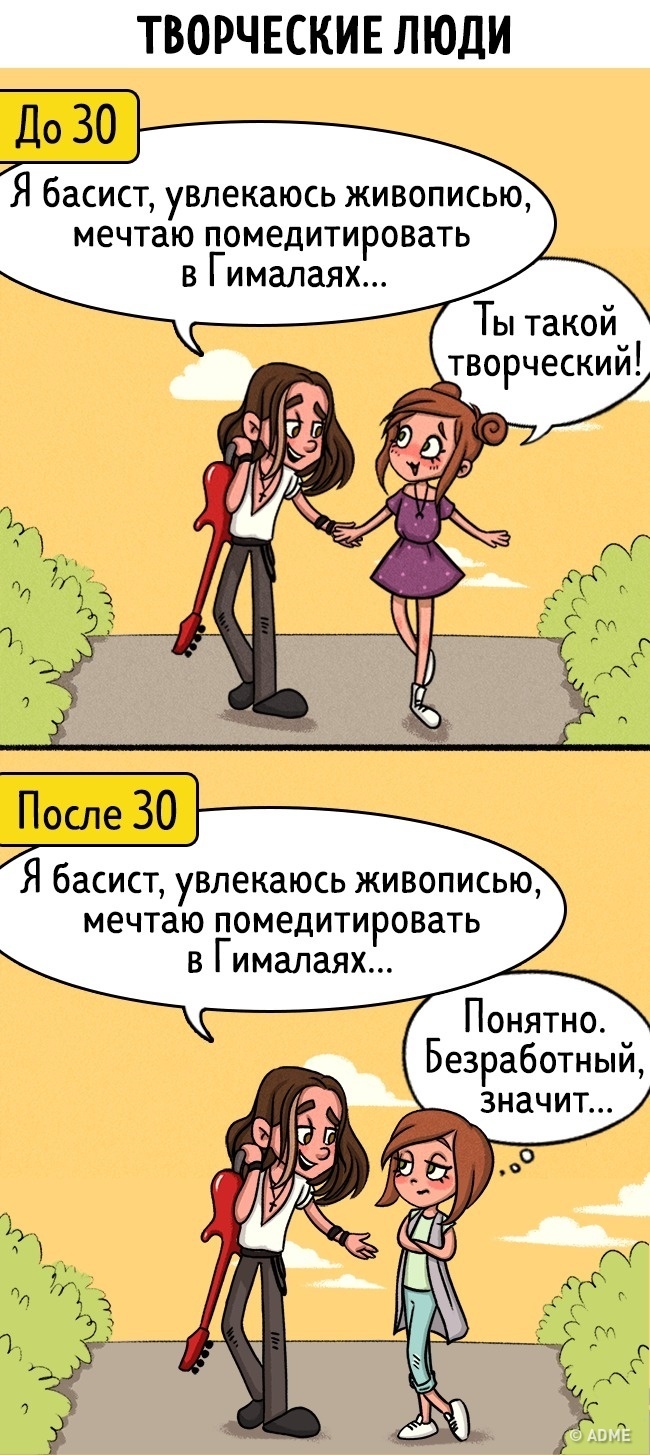 ТВОРЧЕСКИЕ ЛЮДИ
До 30
Я басист, увлекаюсь живописью,
мечтаю помедитировать
в Гималаях...
Ты такой
творческий!
После 30
Я басист, увлекаюсь живописью,
мечтаю помедитировать
в Гималаях...
Понятно.
Безработный,
значит...
© ADME